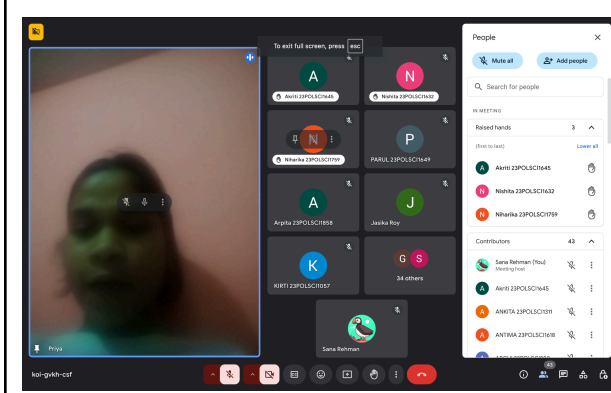 To exit full screen, press esc
A
Akriti 23POLSCI1645
N
Nishita 23POLSCI1632
N
Niharika 23POLSCI1759
P
PARUL 23POLSCI1649
A
Arpita 23POLSCI1858
J
Jasika Roy
K
KIRTI 23POLSCI1057
G S
34 others
Sana Rehman
Priya
koi-gvkh-csf
People
Mute all
Add people
Search for people
IN MEETING
Raised hands 3
(first to last) Lower all
A Akriti 23POLSCI1645
N Nishita 23POLSCI1632
N Niharika 23POLSCI1759
Contributors 43
Sana Rehman (You)
Meeting host
A Akriti 23POLSCI1645
A ANKITA 23POLSCI1311
A ANTIMA 23POLSCI1618
43